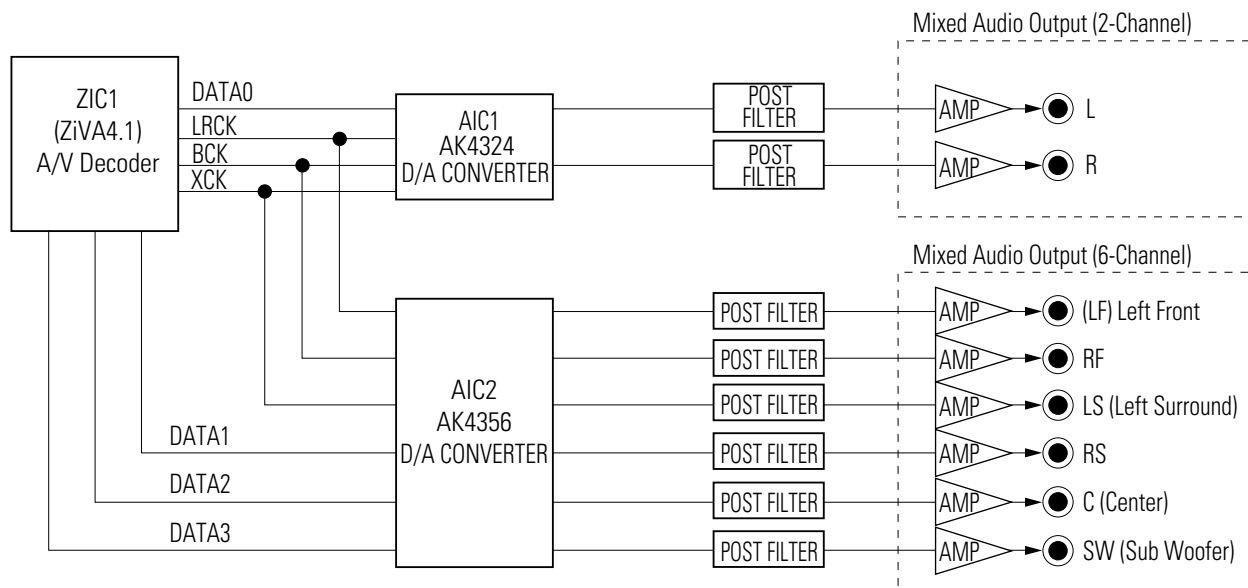 Mixed Audio Output (2-Channel)
ZIC1
(ZiVA4.1)
A/V Decoder
DATA0
LRCK
BCK
XCK
AIC1
AK4324
D/A CONVERTER
POST
FILTER
AMP
L
POST
FILTER
AMP
R
Mixed Audio Output (6-Channel)
AIC2
AK4356
D/A CONVERTER
DATA1
DATA2
DATA3
POST FILTER
AMP
(LF) Left Front
POST FILTER
AMP
RF
POST FILTER
AMP
LS (Left Surround)
POST FILTER
AMP
RS
POST FILTER
AMP
C (Center)
POST FILTER
AMP
SW (Sub Woofer)